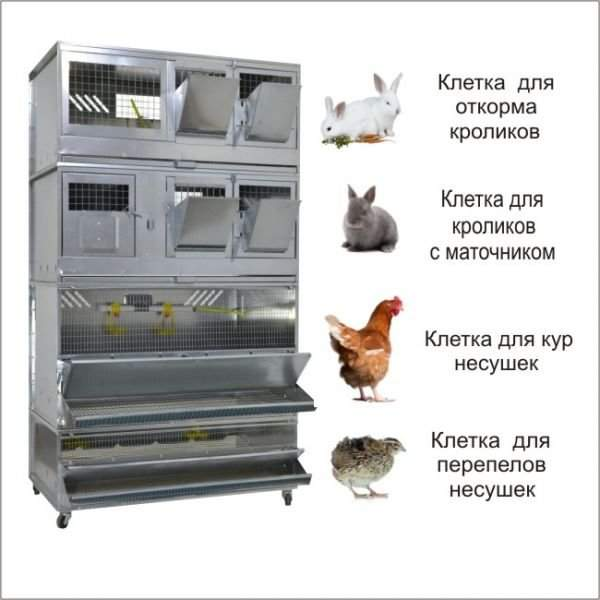 Клетка для
откорма
кроликов
Клетка для
кроликов
с маточником
Клетка для кур
несушек
Клетка для
перепелов
несушек